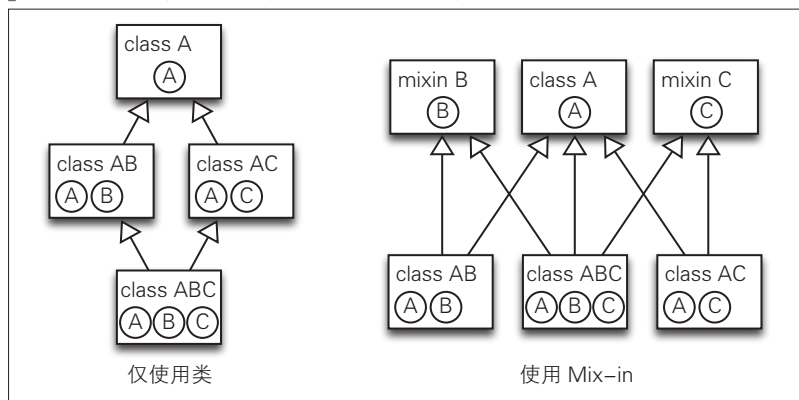 class A
A
class AB
A B
class AC
A C
class ABC
A B C
仅使用类
mixin B
B
class A
A
mixin C
C
class AB
A B
class ABC
A B C
class AC
A C
使用 Mix-in